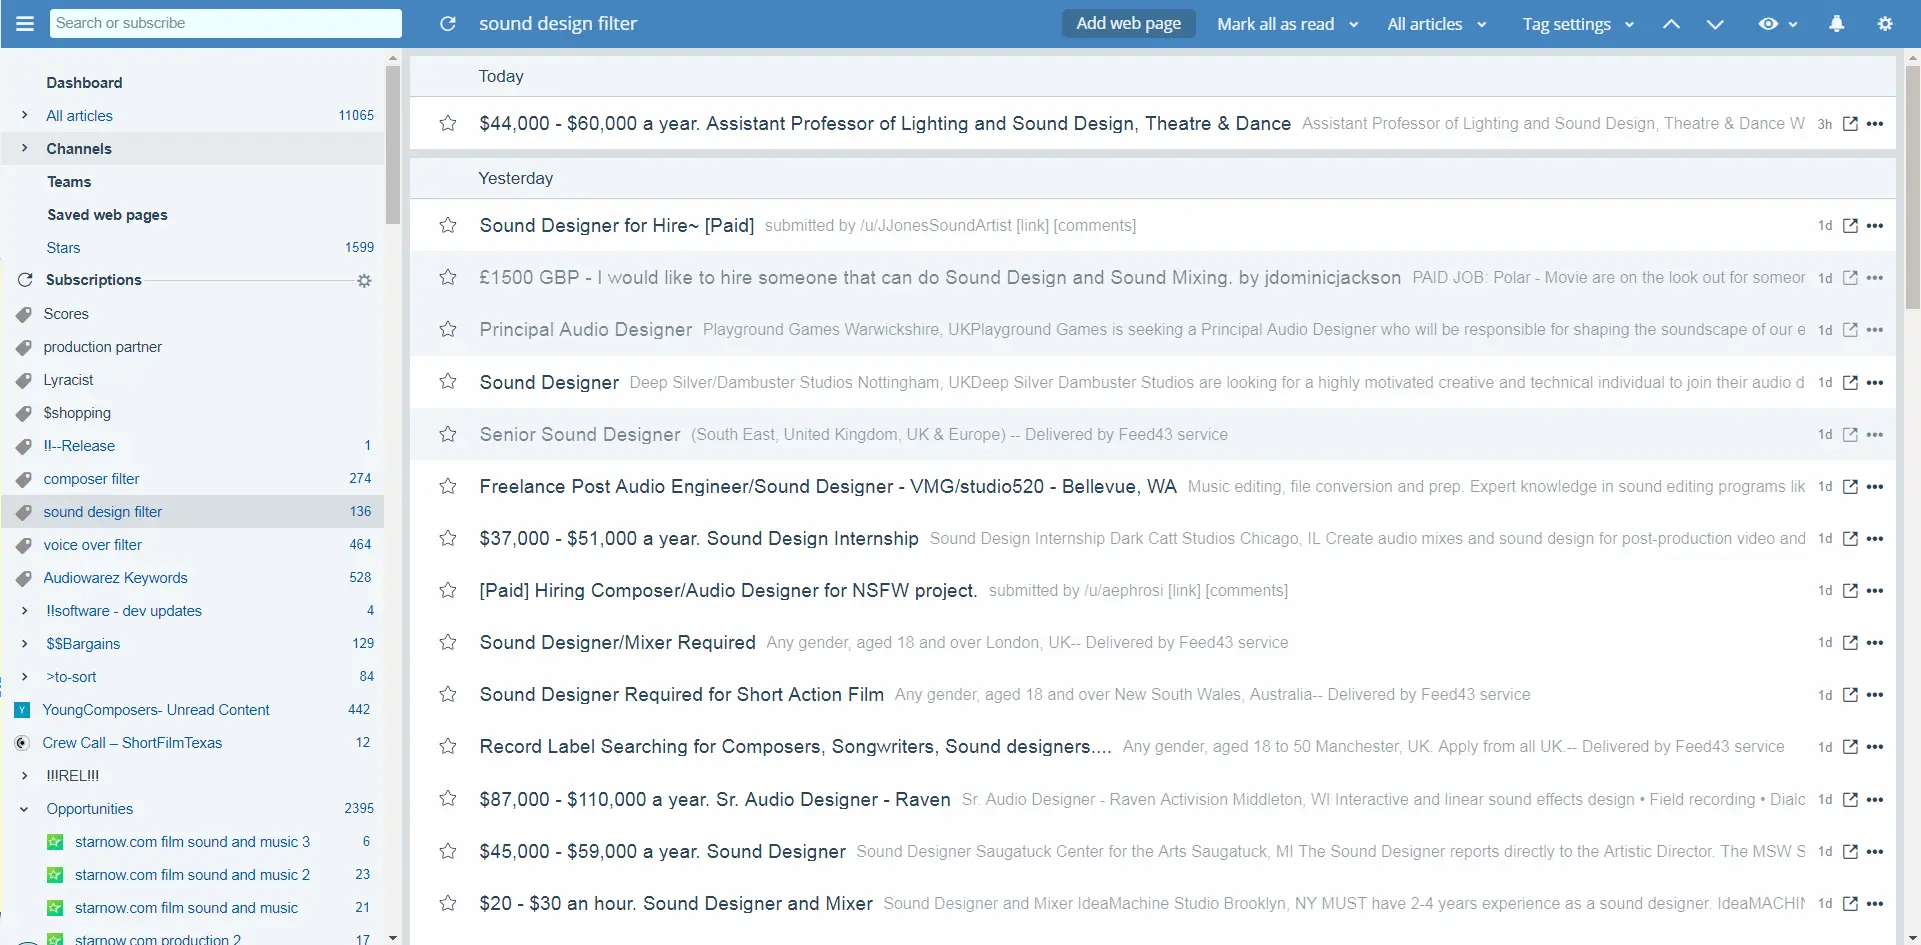 Search or subscribe
sound design filter
Add web page
Mark all as read
All articles
Tag settings
Dashboard
All articles 11065
Channels
Teams
Saved web pages
Stars 1599
Subscriptions
Scores
production partner
Lyracist
$shopping
!!--Release 1
composer filter 274
sound design filter 136
voice over filter 464
Audiowarez Keywords 528
!!software - dev updates 4
$$Bargains 129
>to-sort 84
Y YoungComposers- Unread Content 442
Crew Call – ShortFilmTexas 12
!!!REL!!!
Opportunities 2395
starnow.com film sound and music 3 6
starnow.com film sound and music 2 23
starnow.com film sound and music 21
starnow.com production 2 17
Today
$44,000 - $60,000 a year. Assistant Professor of Lighting and Sound Design, Theatre & Dance Assistant Professor of Lighting and Sound Design, Theatre & Dance W 3h
Yesterday
Sound Designer for Hire~ [Paid] submitted by /u/JJonesSoundArtist [link] [comments] 1d
£1500 GBP - I would like to hire someone that can do Sound Design and Sound Mixing. by jdominicjackson PAID JOB: Polar - Movie are on the look out for someor 1d
Principal Audio Designer Playground Games Warwickshire, UKPlayground Games is seeking a Principal Audio Designer who will be responsible for shaping the soundscape of our e 1d
Sound Designer Deep Silver/Dambuster Studios Nottingham, UKDeep Silver Dambuster Studios are looking for a highly motivated creative and technical individual to join their audio d 1d
Senior Sound Designer (South East, United Kingdom, UK & Europe) -- Delivered by Feed43 service 1d
Freelance Post Audio Engineer/Sound Designer - VMG/studio520 - Bellevue, WA Music editing, file conversion and prep. Expert knowledge in sound editing programs lik 1d
$37,000 - $51,000 a year. Sound Design Internship Sound Design Internship Dark Catt Studios Chicago, IL Create audio mixes and sound design for post-production video and 1d
[Paid] Hiring Composer/Audio Designer for NSFW project. submitted by /u/aephrosi [link] [comments] 1d
Sound Designer/Mixer Required Any gender, aged 18 and over London, UK-- Delivered by Feed43 service 1d
Sound Designer Required for Short Action Film Any gender, aged 18 and over New South Wales, Australia-- Delivered by Feed43 service 1d
Record Label Searching for Composers, Songwriters, Sound designers.... Any gender, aged 18 to 50 Manchester, UK. Apply from all UK.-- Delivered by Feed43 service 1d
$87,000 - $110,000 a year. Sr. Audio Designer - Raven Sr. Audio Designer - Raven Activision Middleton, WI Interactive and linear sound effects design • Field recording • Dialc 1d
$45,000 - $59,000 a year. Sound Designer Sound Designer Saugatuck Center for the Arts Saugatuck, MI The Sound Designer reports directly to the Artistic Director. The MSW S 1d
$20 - $30 an hour. Sound Designer and Mixer Sound Designer and Mixer IdeaMachine Studio Brooklyn, NY MUST have 2-4 years experience as a sound designer. IdeaMACHIN 1d